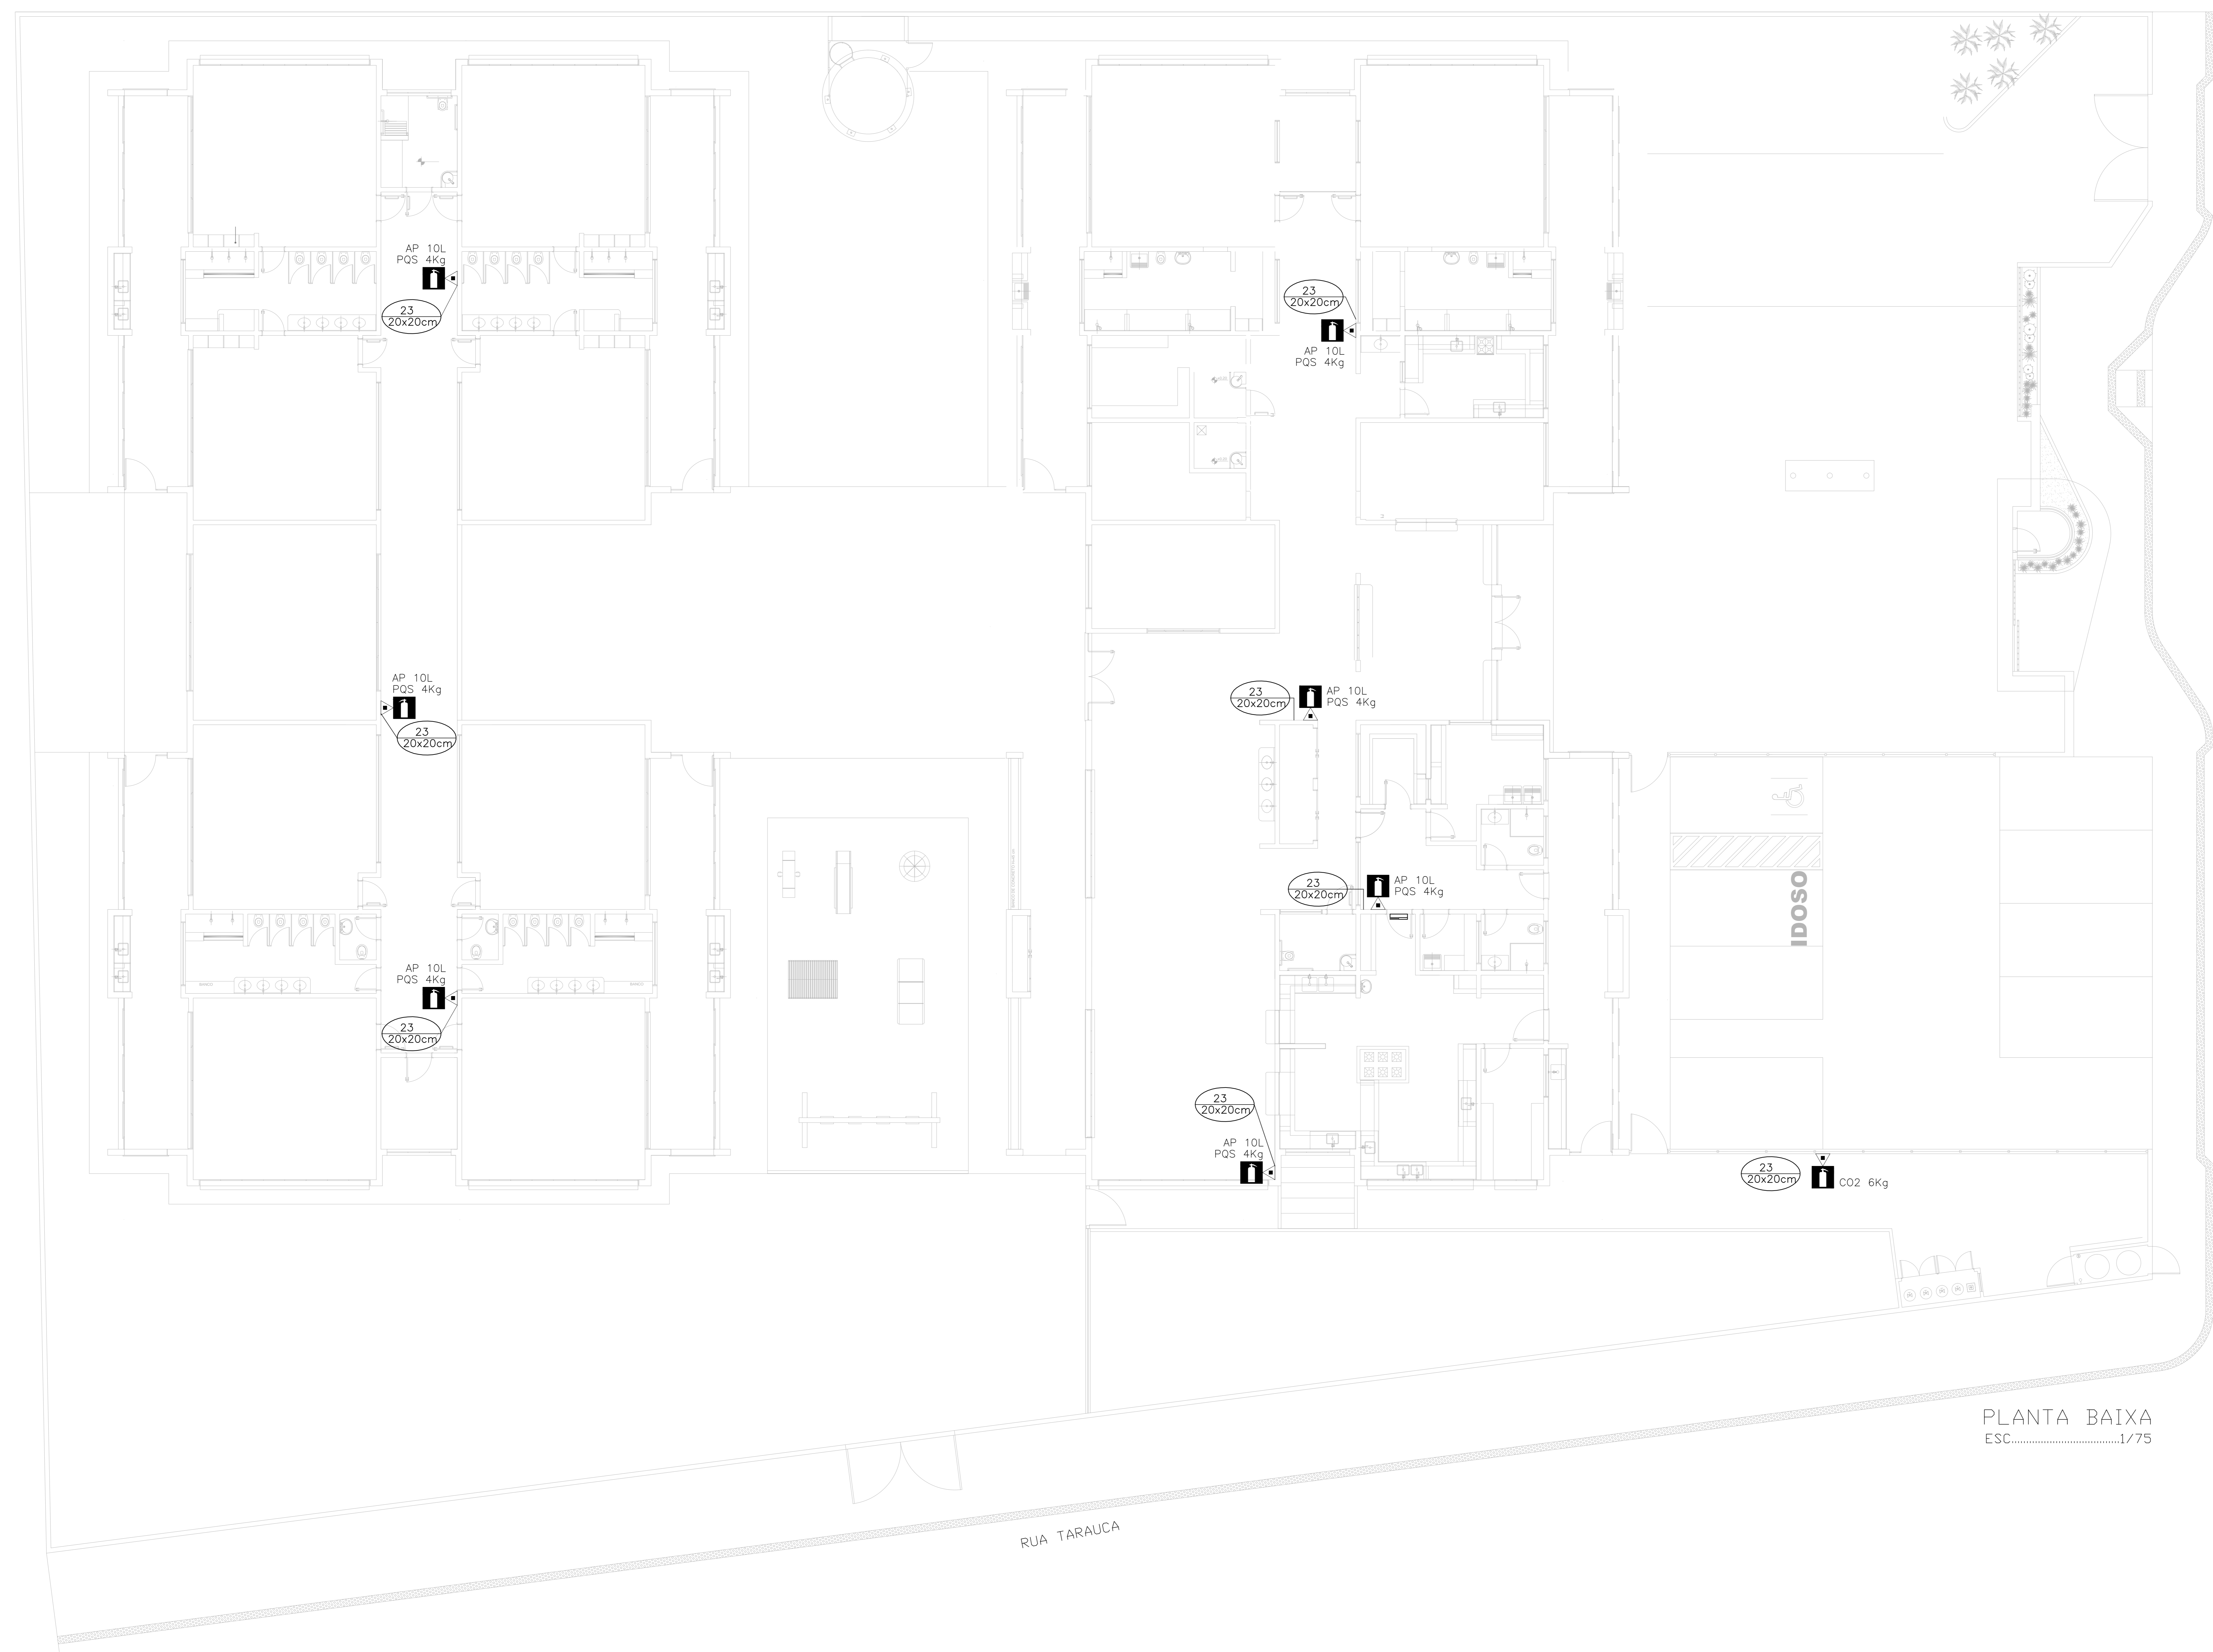 AP 10L
PQS 4Kg
23
20x20cm
23
20x20cm
AP 10L
PQS 4Kg
AP 10L
PQS 4Kg
23
20x20cm
23
20x20cm
AP 10L
PQS 4Kg
23
20x20cm
AP 10L
PQS 4Kg
IDOSO
AP 10L
PQS 4Kg
23
20x20cm
BANCO
BANCO
23
20x20cm
AP 10L
PQS 4Kg
23
20x20cm
CO2 6Kg
PLANTA BAIXA
ESC....................................1/75
RUA TARAUCA